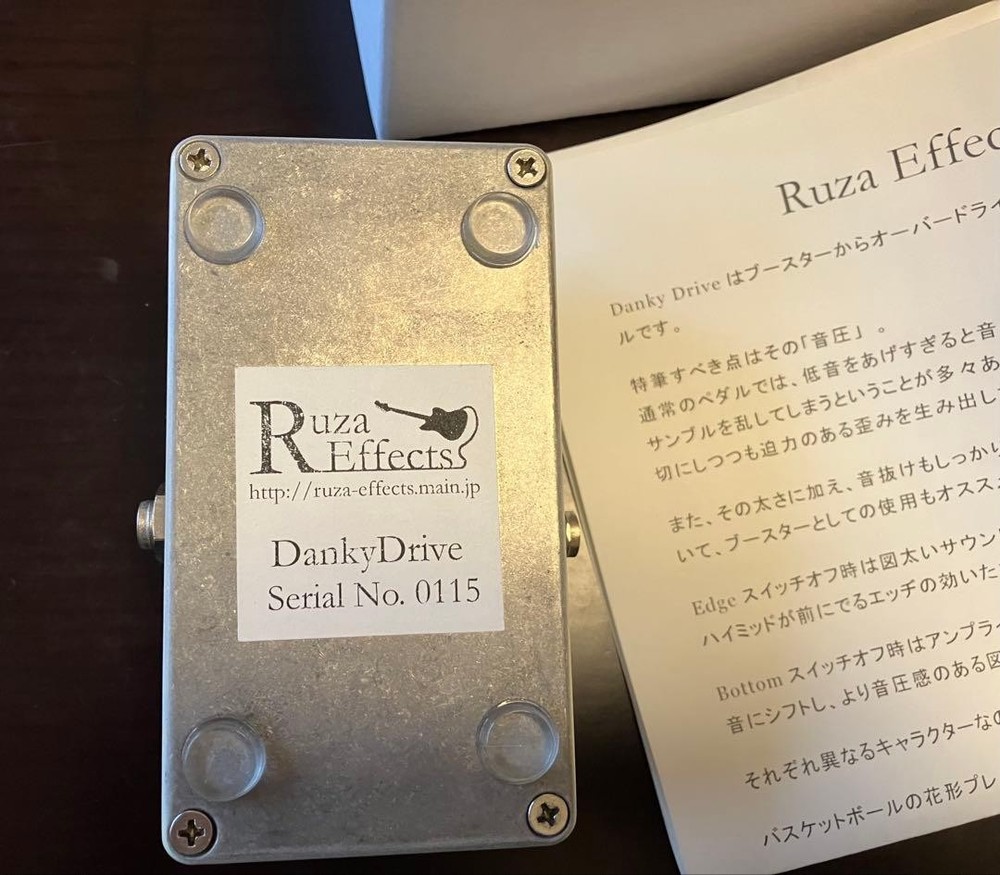 Ruza
Effects
http://ruza-effects.main.jp
DankyDrive
Serial No. 0115
Ruza Effec
Danky Drive はブースターからオーバードライ
ルです。
特筆すべき点はその「音圧」 。
通常のペダルでは、低音をあげすぎると音
サンブルを乱してしまうということが多々あ
切にしつつも迫力のある歪みを生み出し
また、その太さに加え、音抜けもしっかり
いて、ブースターとしての使用もオススメ
Edge スイッチオフ時は図太いサウン
ハイミッドが前にでるエッヂの効いた
Bottom スイッチオフ時はアンプライ
音にシフトし、より音圧感のある図
それぞれ異なるキャラクターなの
バスケットボールの花形プレ